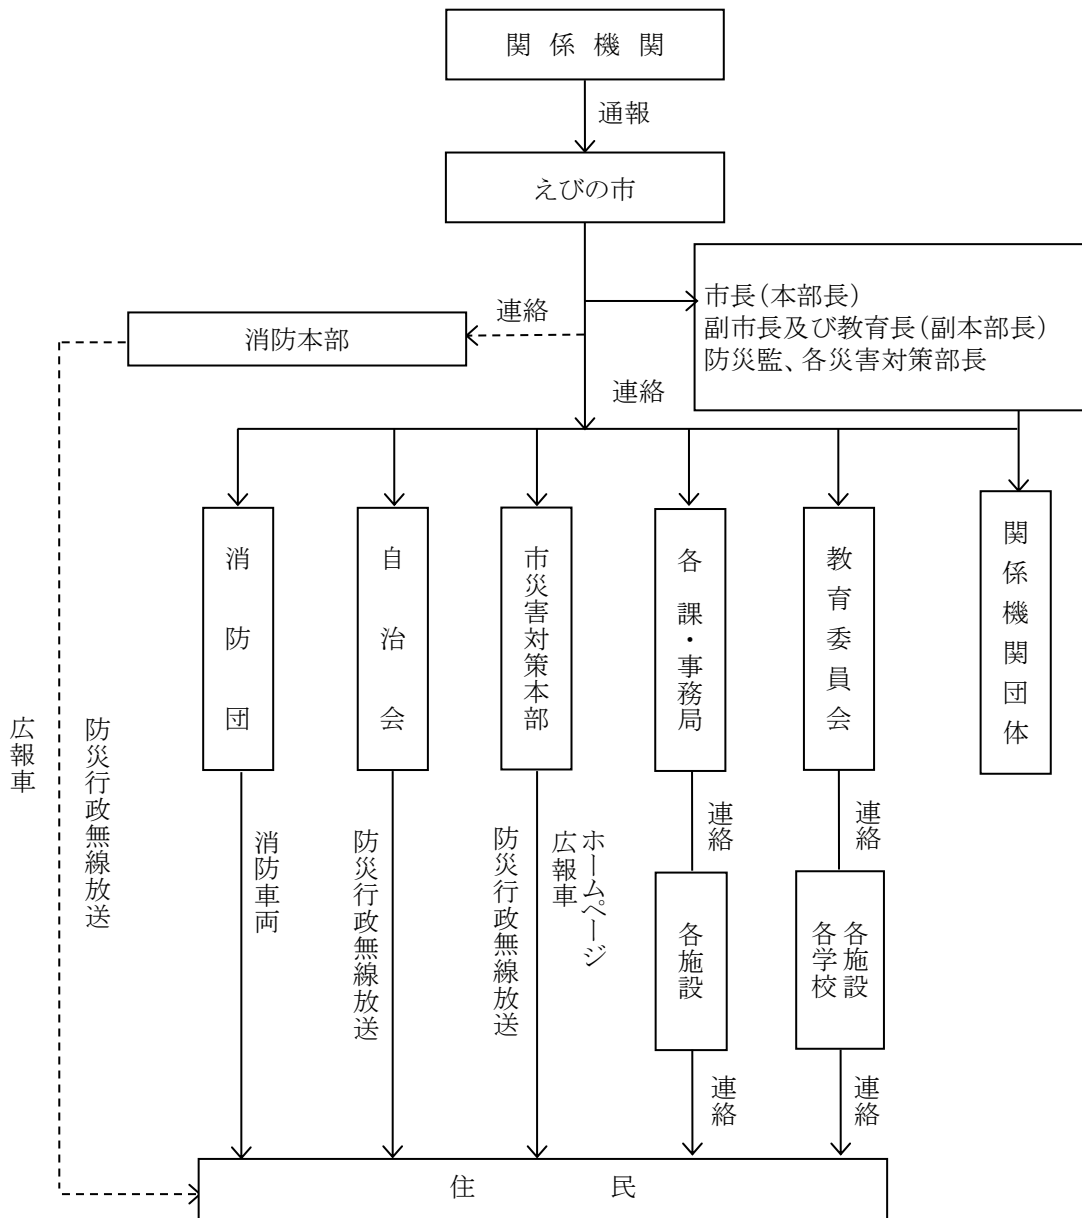 関係機関
通報
えびの市
市長(本部長)
副市長及び教育長(副本部長)
防災監、各災害対策部長
連絡
消防本部
連絡
消防団
自治会
市災害対策本部
各課・事務局
教育委員会
関係機関団体
防災行政無線放送
広報車
消防車両
防災行政無線放送
ホームページ
広報車
防災行政無線放送
連絡
連絡
各施設
各施設
各学校
連絡
連絡
住民